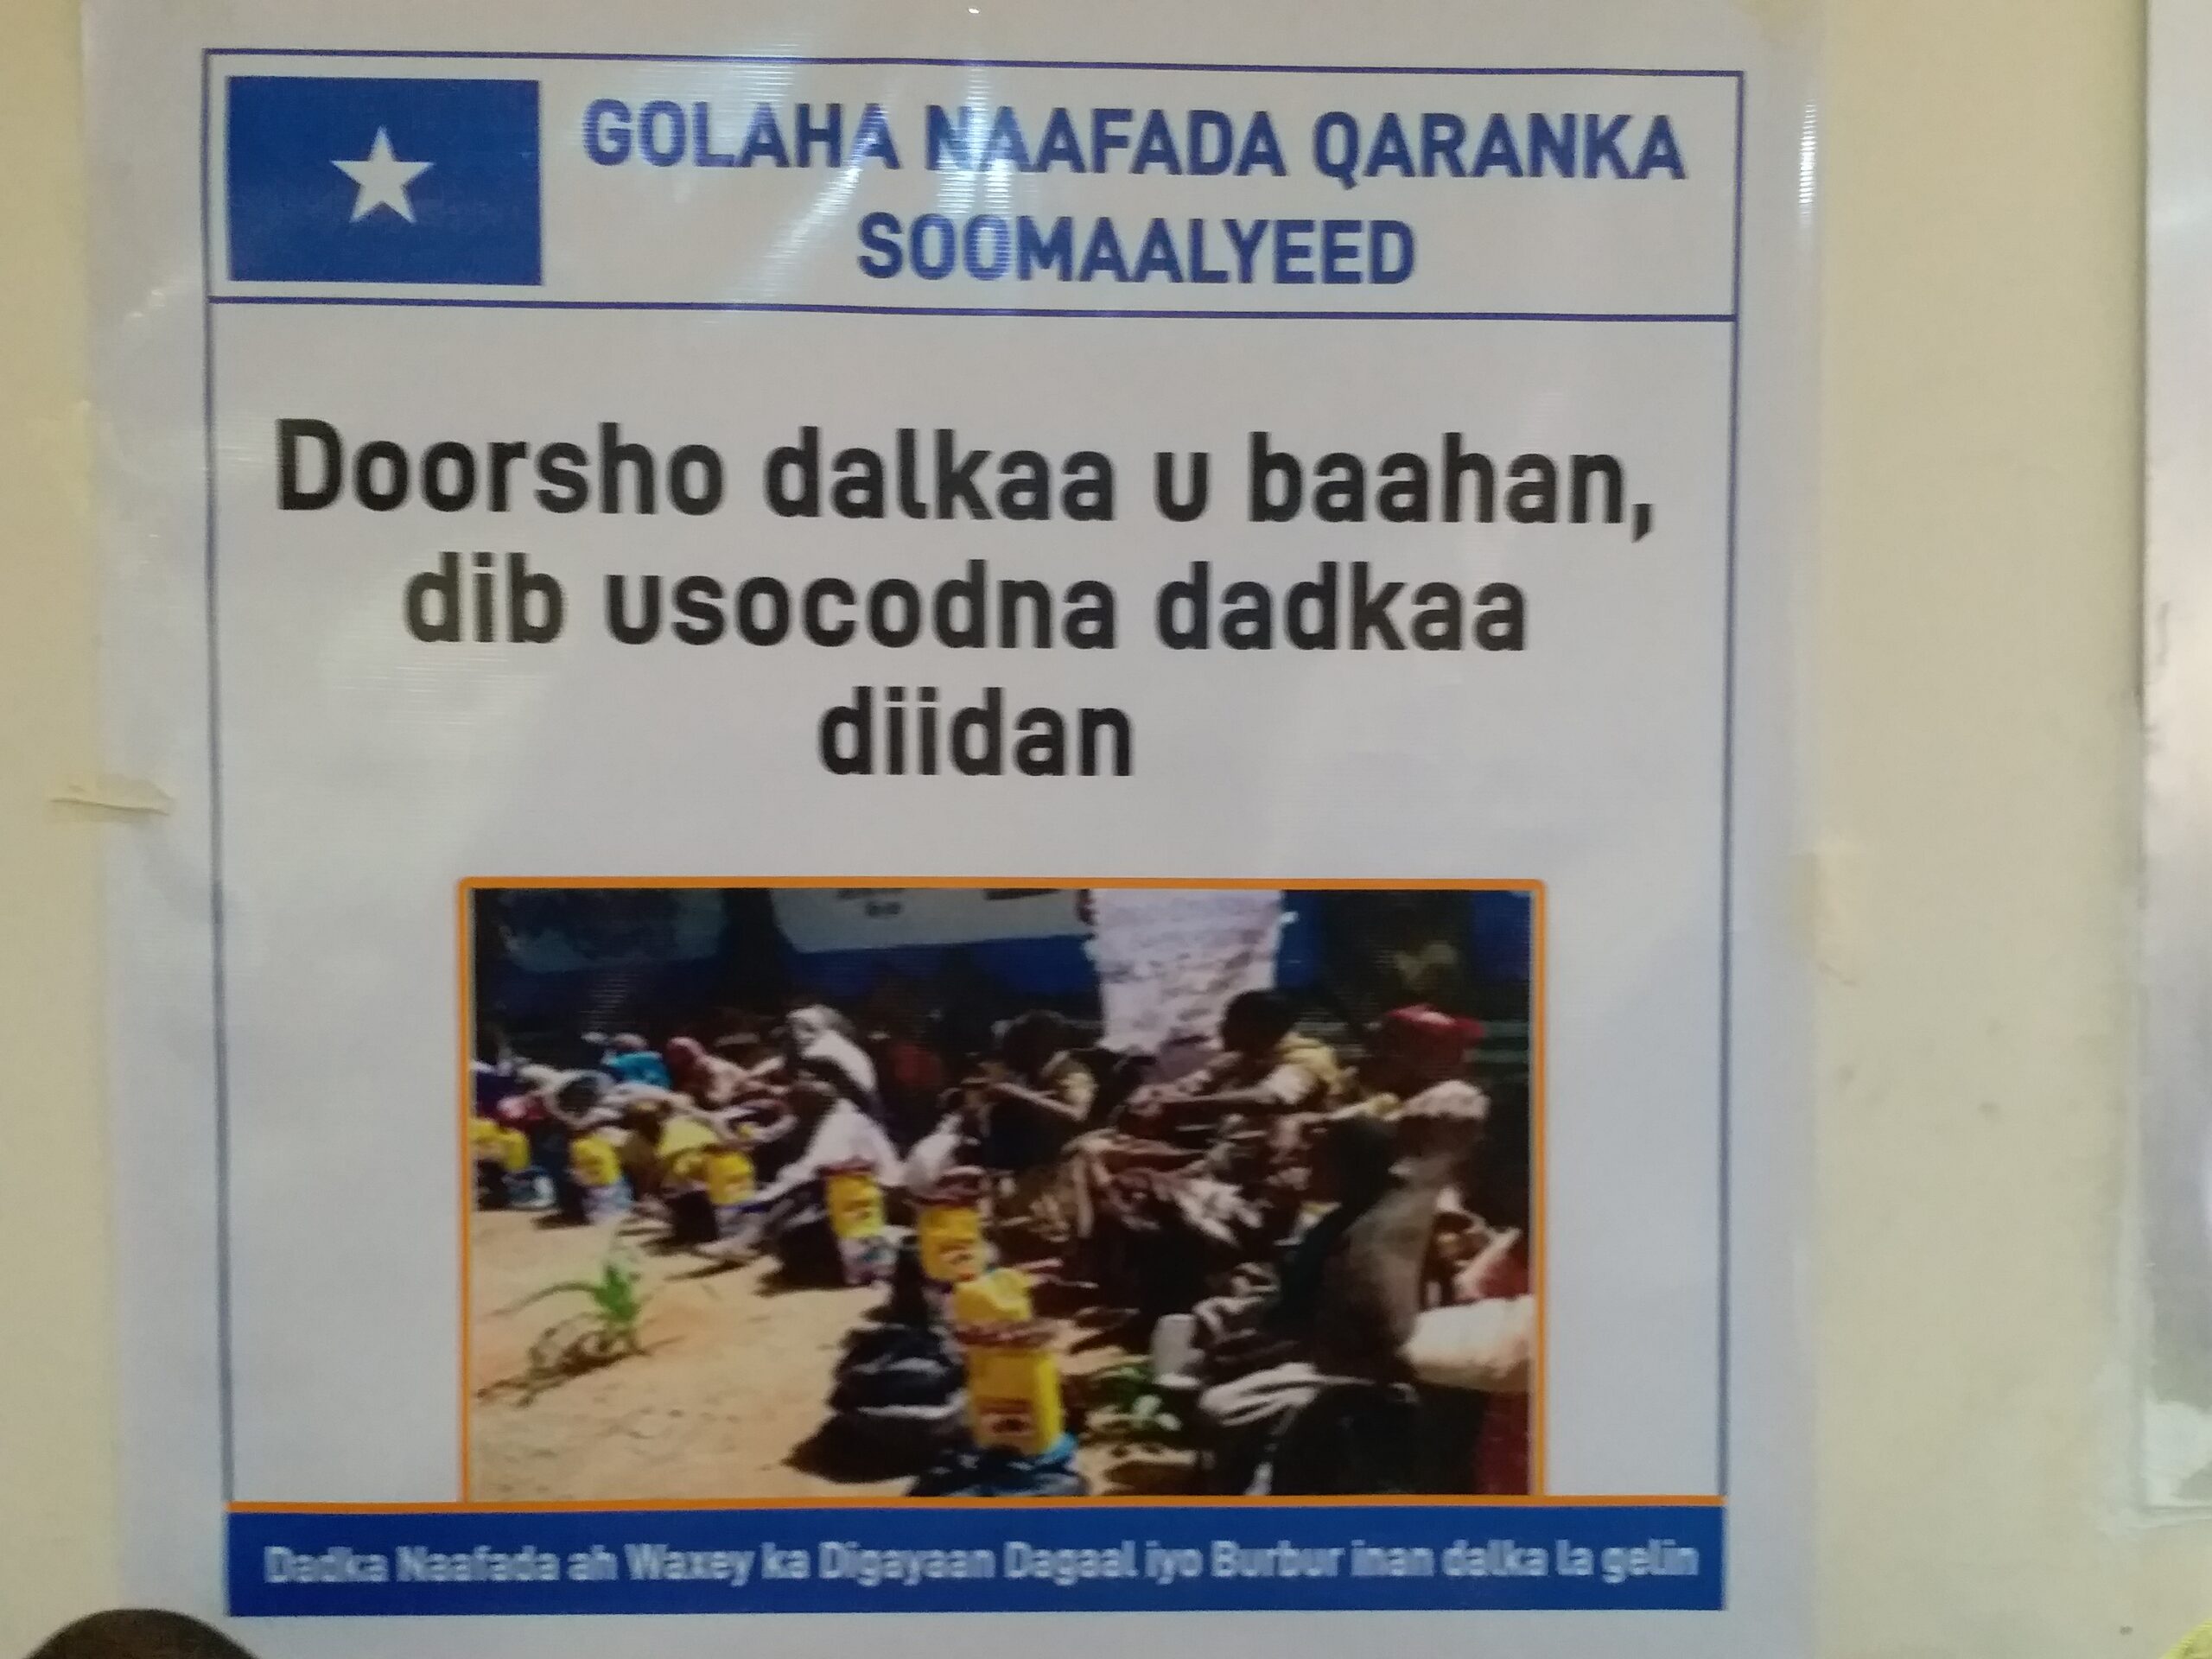 GOLAHA NAAFADA QARANKA
SOOMAALYEED
Doorsho dalkaa u baahan,
dib usocodna dadkaa
diidan
Dadka Naafada ah Waxey ka Digayaan Dagaal iyo Burbur inan dalka la gelin